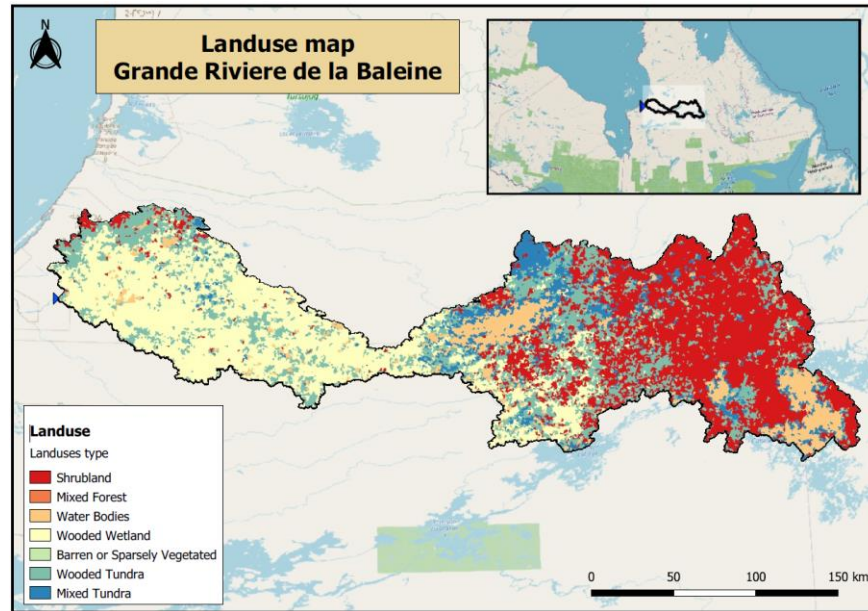 N
Landuse map
Grande Riviere de la Baleine
Landuse
Landuses type
Shrubland
Mixed Forest
Water Bodies
Wooded Wetland
Barren or Sparsely Vegetated
Wooded Tundra
Mixed Tundra
0 50 100 150 km